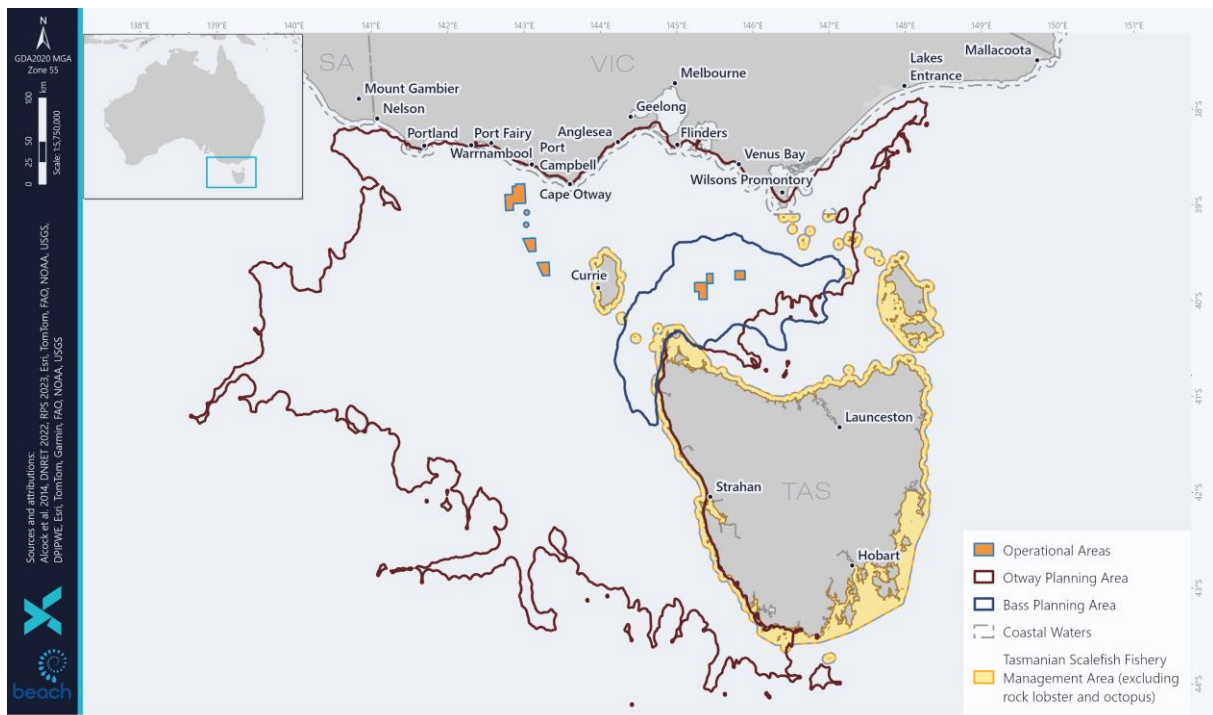 N
GDA2020 MGA
Zone 55
100
km
50
25
0
Scale: 1:5,750,000
Sources and attributions:
Alcock et al. 2014, DNRET 2022, RPS 2023, Esri, TomTom, FAO, NOAA, USGS,
DPIPWE, Esri, TomTom, Garmin, FAO, NOAA, USGS
beach
138°E
139°E
140°E
141°E
142°E
143°E
144°E
145°E
146°E
147°E
148°E
149°E
150°E
151°E
38°S
39°S
40°S
41°S
42°S
43°S
44°S
SA
VIC
Mallacoota
Lakes
Entrance
Melbourne
Mount Gambier
Nelson
Geelong
Portland
Port Fairy
Anglesea
Flinders
Warrnambool
Port
Campbell
Venus Bay
Cape Otway
Wilsons Promontory
Currie
Launceston
Strahan
TAS
Hobart
Operational Areas
Otway Planning Area
Bass Planning Area
Coastal Waters
Tasmanian Scalefish Fishery
Management Area (excluding
rock lobster and octopus)